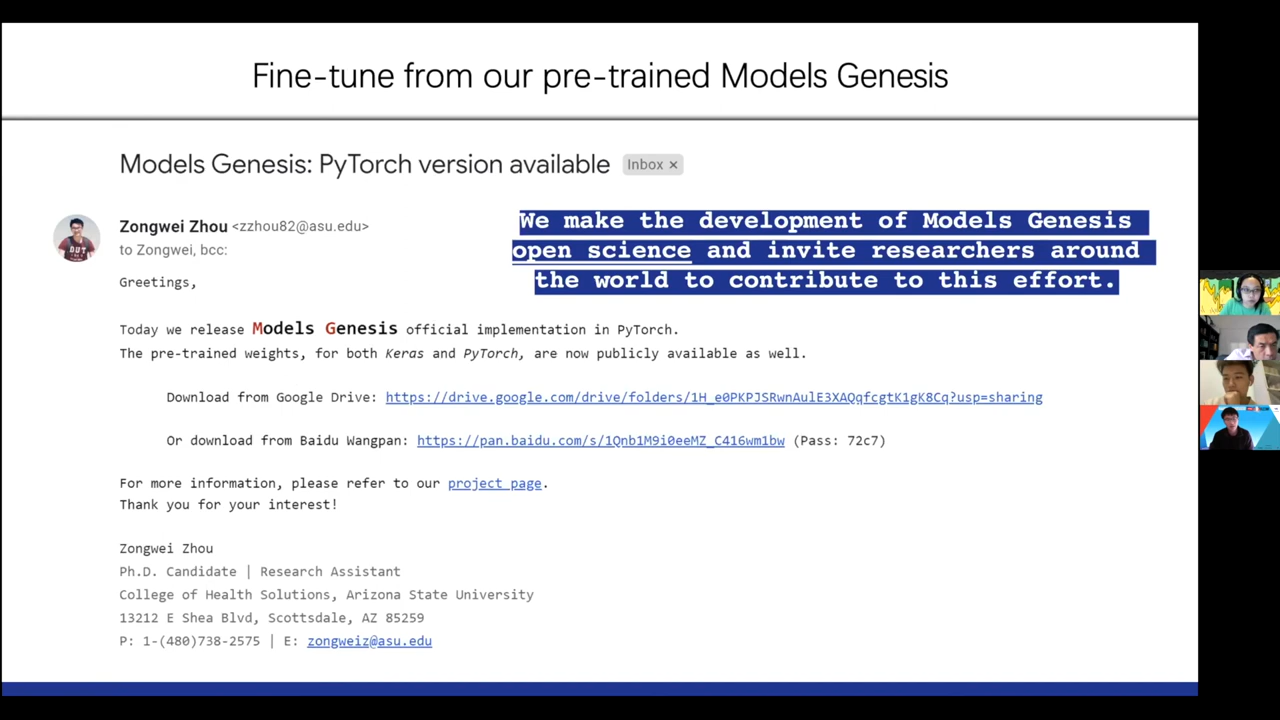 Fine-tune from our pre-trained Models Genesis
Models Genesis: PyTorch version available Inbox ×
Zongwei Zhou <zzhou82@asu.edu>
to Zongwei, bcc:
We make the development of Models Genesis
open science and invite researchers around
the world to contribute to this effort.
Greetings,
Today we release Models Genesis official implementation in PyTorch.
The pre-trained weights, for both Keras and PyTorch, are now publicly available as well.
Download from Google Drive: https://drive.google.com/drive/folders/1H_e0PKPJSRwnAulE3XAQqfcgtK1gK8Cq?usp=sharing
Or download from Baidu Wangpan: https://pan.baidu.com/s/1Qnb1M9i0eeMZ_C416wm1bw (Pass: 72c7)
For more information, please refer to our project page.
Thank you for your interest!
Zongwei Zhou
Ph.D. Candidate | Research Assistant
College of Health Solutions, Arizona State University
13212 E Shea Blvd, Scottsdale, AZ 85259
P: 1-(480)738-2575 | E: zongweiz@asu.edu